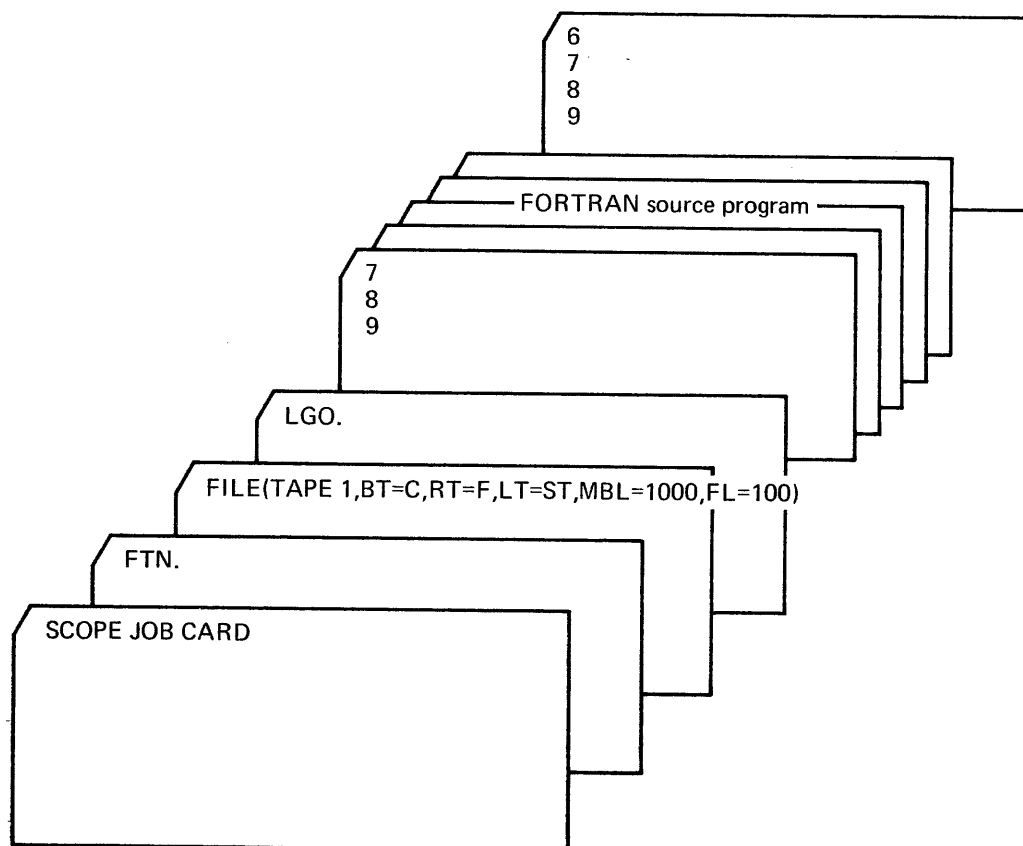 6
7
8
9
FORTRAN source program
7
8
9
LGO.
FILE(TAPE 1,BT=C,RT=F,LT=ST,MBL=1000,FL=100)
FTN.
SCOPE JOB CARD